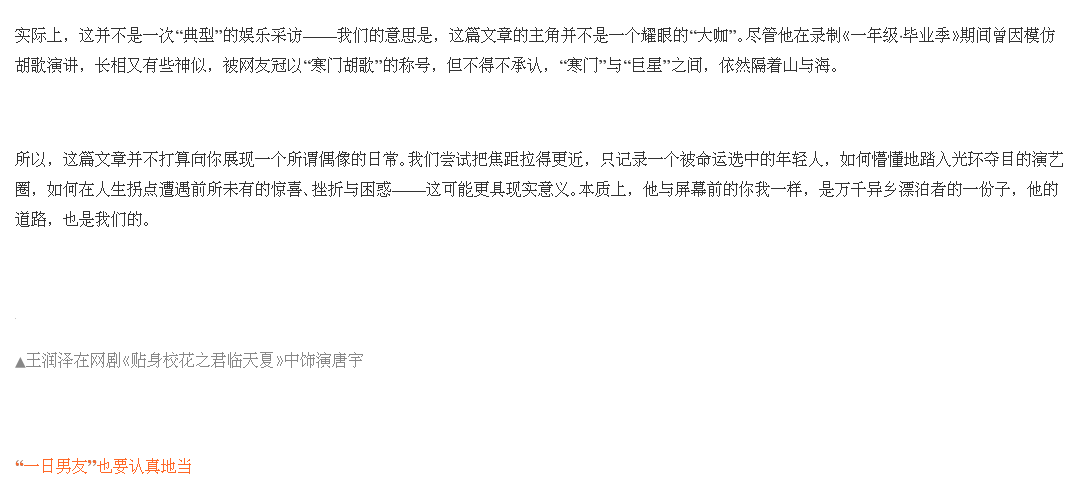 实际上，这并不是一次“典型”的娱乐采访——我们的意思是，这篇文章的主角并不是一个耀眼的“大咖”。尽管他在录制《一年级·毕业季》期间曾因模仿
胡歌演讲，长相又有些神似，被网友冠以“寒门胡歌”的称号，但不得不承认，“寒门”与“巨星”之间，依然隔着山与海。
所以，这篇文章并不打算向你展现一个所谓偶像的日常。我们尝试把焦距拉得更近，只记录一个被命运选中的年轻人，如何懵懂地踏入光环夺目的演艺
圈，如何在人生拐点遭遇前所未有的惊喜、挫折与困惑——这可能更具现实意义。本质上，他与屏幕前的你我一样，是万千异乡漂泊者的一份子，他的
道路，也是我们的。
▲王润泽在网剧《贴身校花之君临天夏》中饰演唐宇
“一日男友”也要认真地当